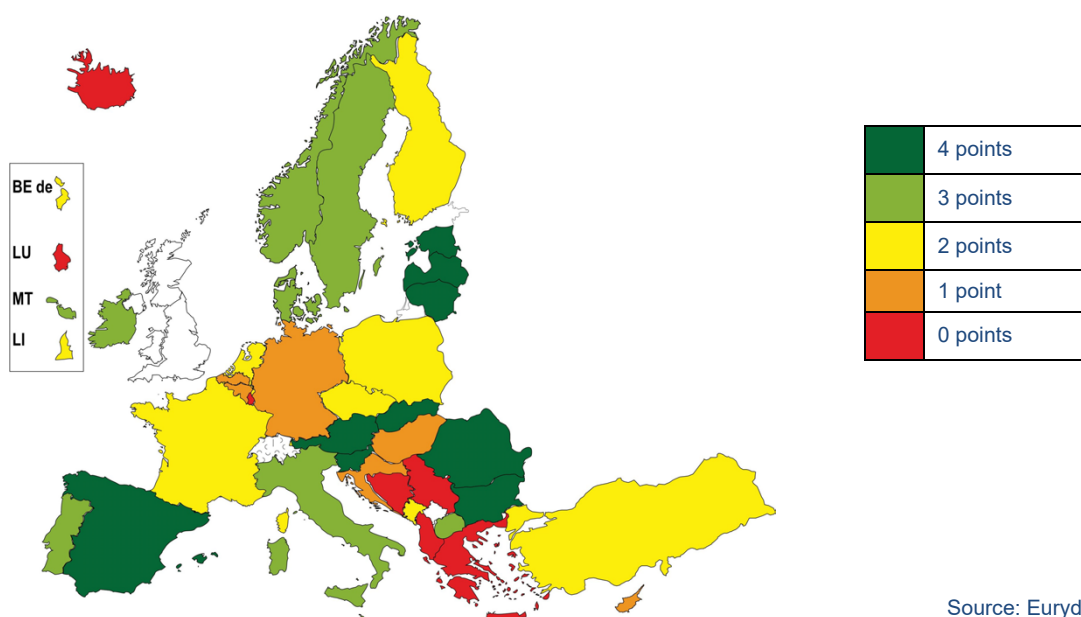 BE de
LU
MT
LI
4 points
3 points
2 points
1 point
0 points
Source: Euryd